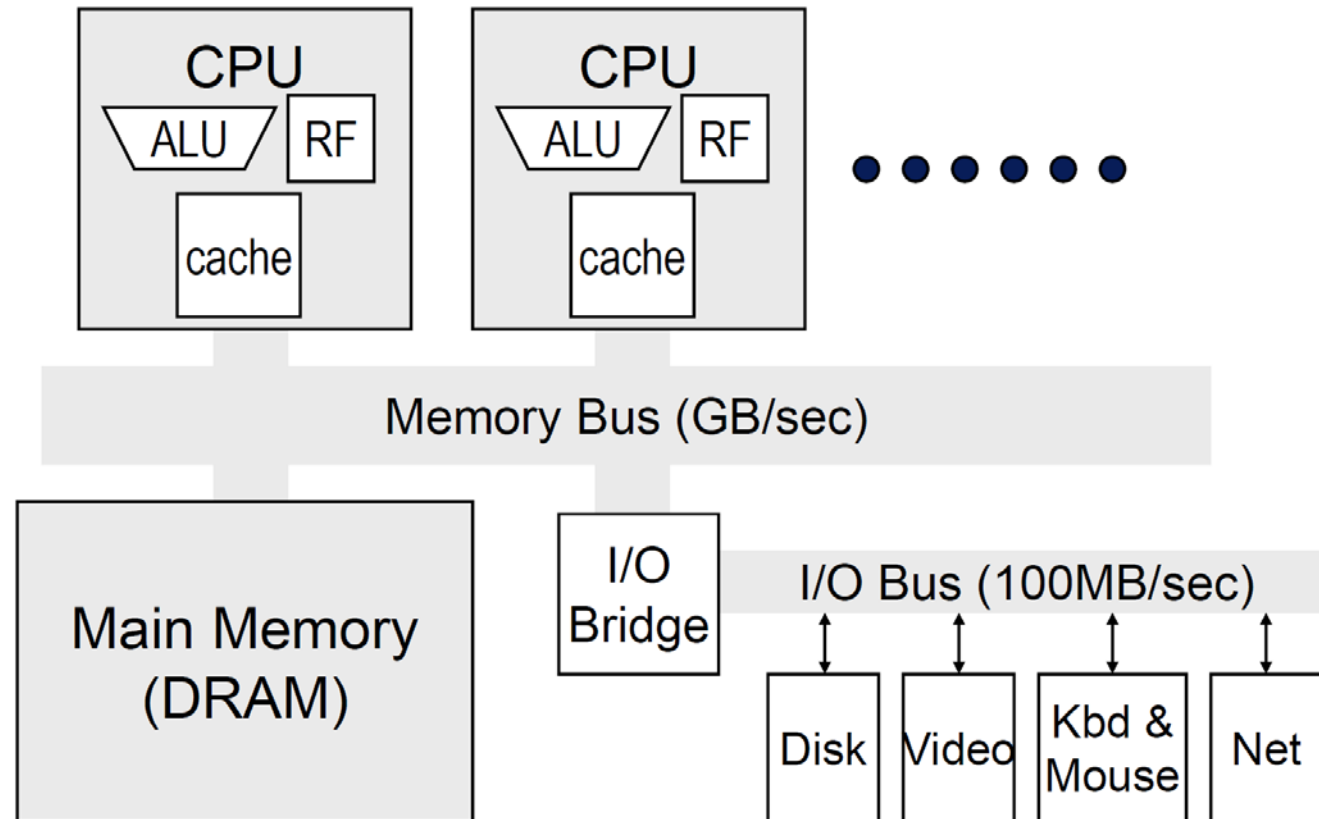 CPU
ALU
RF
cache
CPU
ALU
RF
cache
Memory Bus (GB/sec)
Main Memory
(DRAM)
I/O
Bridge
I/O Bus (100MB/sec)
Disk
Video
Kbd &
Mouse
Net